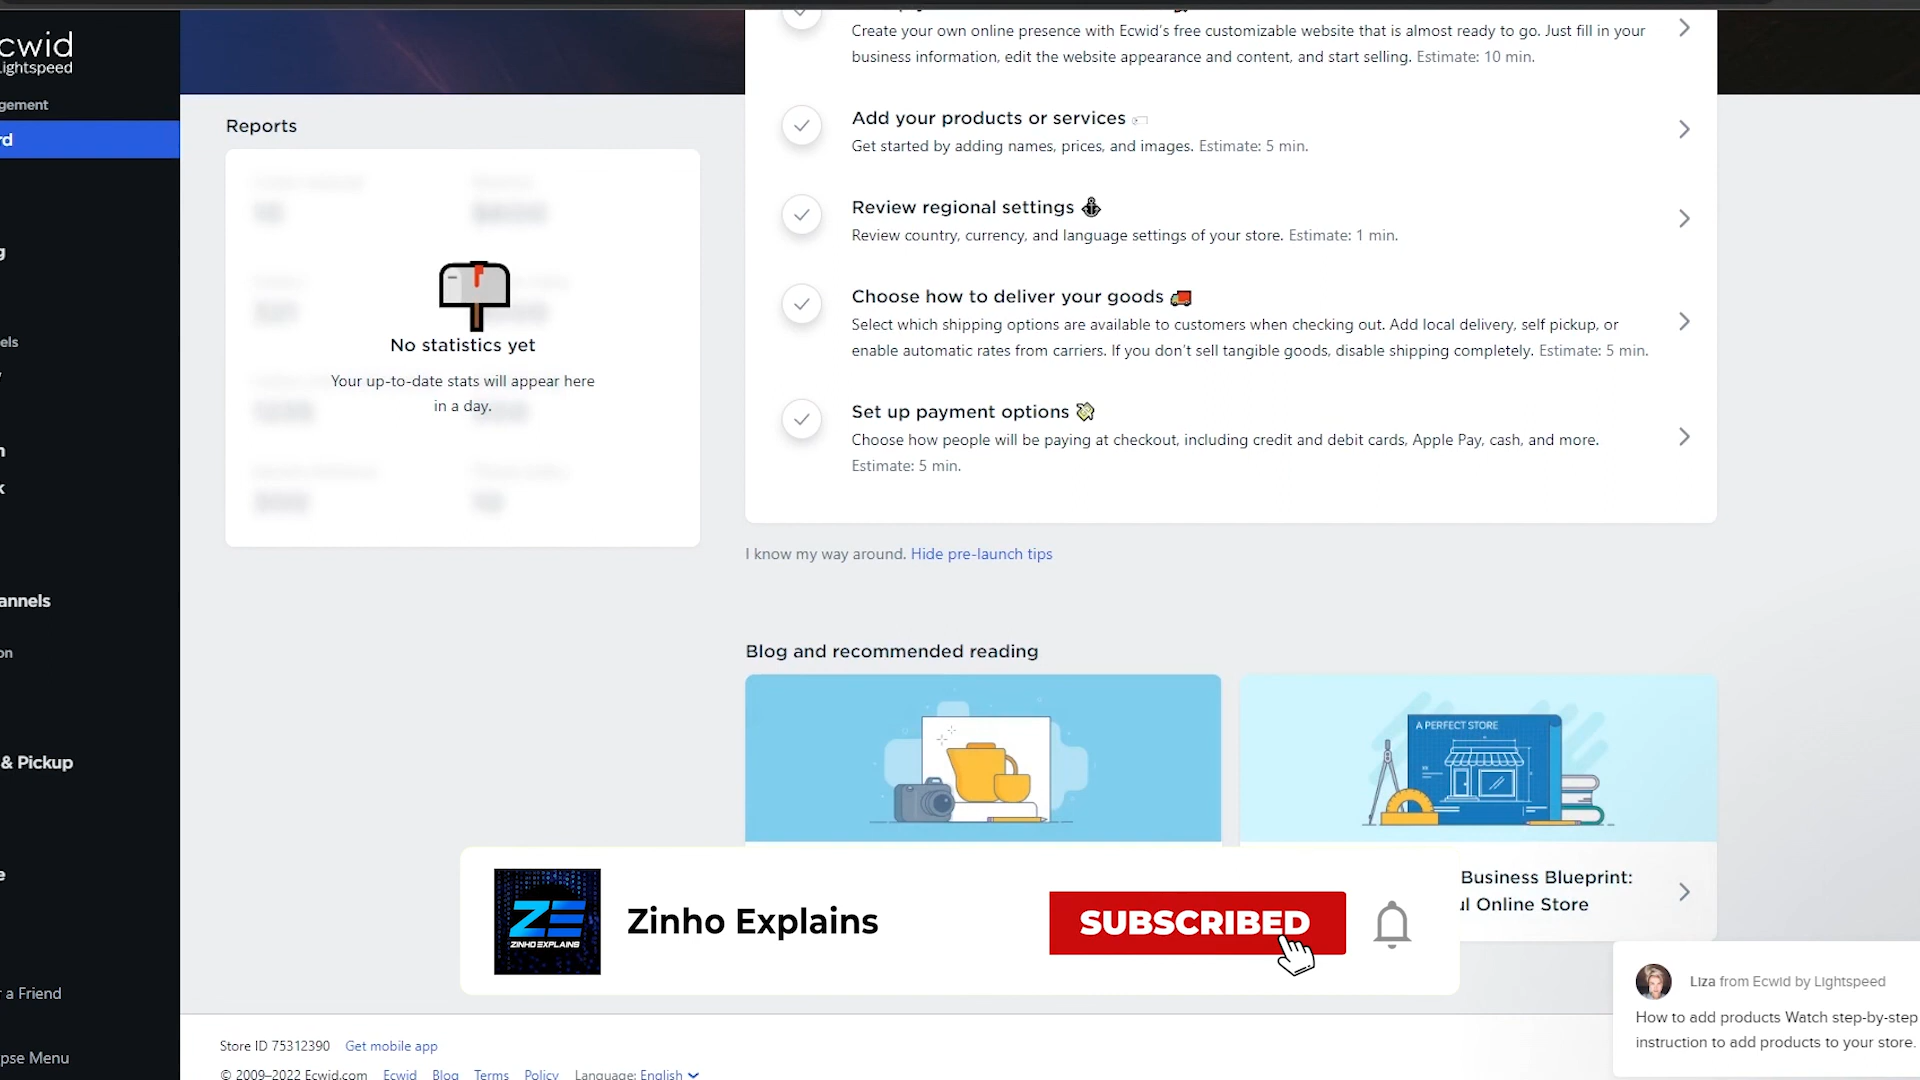 cwid
Lightspeed
gement
rd
g
els
n
k
annels
on
& Pickup
e
a Friend
pse Menu
Reports
No statistics yet
Your up-to-date stats will appear here
in a day.
Create your own online presence with Ecwid's free customizable website that is almost ready to go. Just fill in your
business information, edit the website appearance and content, and start selling. Estimate: 10 min.
Add your products or services
Get started by adding names, prices, and images. Estimate: 5 min.
Review regional settings
Review country, currency, and language settings of your store. Estimate: 1 min.
Choose how to deliver your goods
Select which shipping options are available to customers when checking out. Add local delivery, self pickup, or
enable automatic rates from carriers. If you don't sell tangible goods, disable shipping completely. Estimate: 5 min.
Set up payment options
Choose how people will be paying at checkout, including credit and debit cards, Apple Pay, cash, and more.
Estimate: 5 min.
I know my way around. Hide pre-launch tips
Blog and recommended reading
A PERFECT STORE
Business Blueprint:
ul Online Store
ZE
ZINHO EXPLAINS
Zinho Explains
SUBSCRIBED
Liza from Ecwid by Lightspeed
How to add products Watch step-by-step
instruction to add products to your store.
Store ID 75312390 Get mobile app
© 2009–2022 Ecwid.com Ecwid Blog Terms Policy Language: English